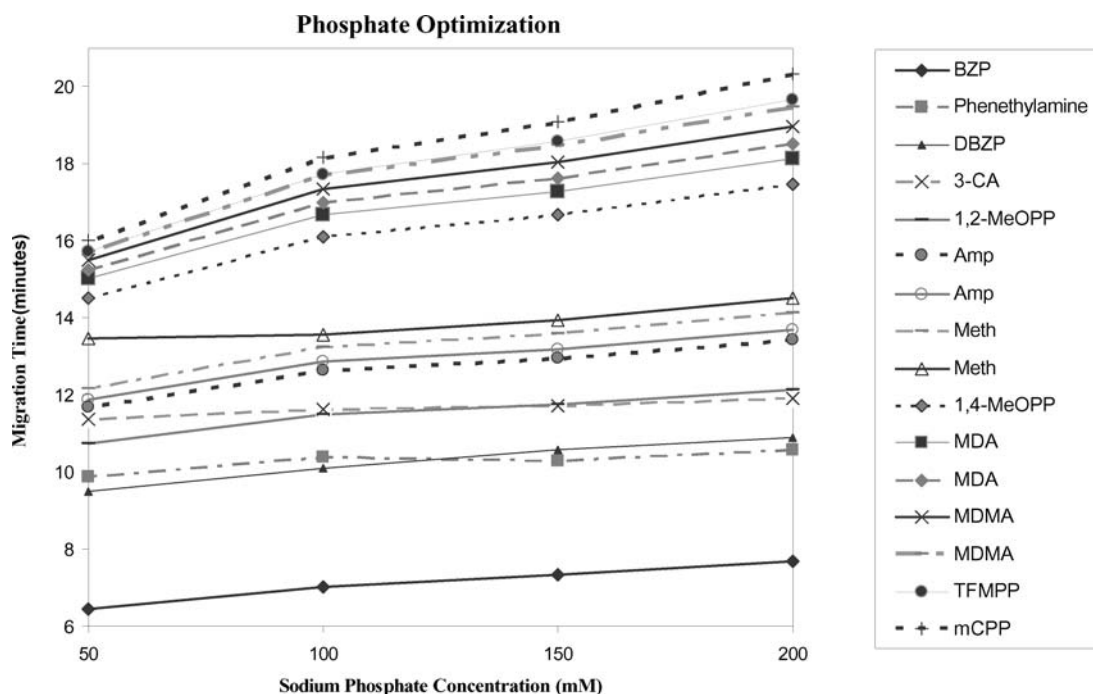 Phosphate Optimization
20
18
16
14
12
10
8
6
Migration Time(minutes)
50 100 150 200
Sodium Phosphate Concentration (mM)
BZP
Phenethylamine
DBZP
3-CA
1,2-MeOPP
Amp
Amp
Meth
Meth
1,4-MeOPP
MDA
MDA
MDMA
MDMA
TFMPP
mCPP